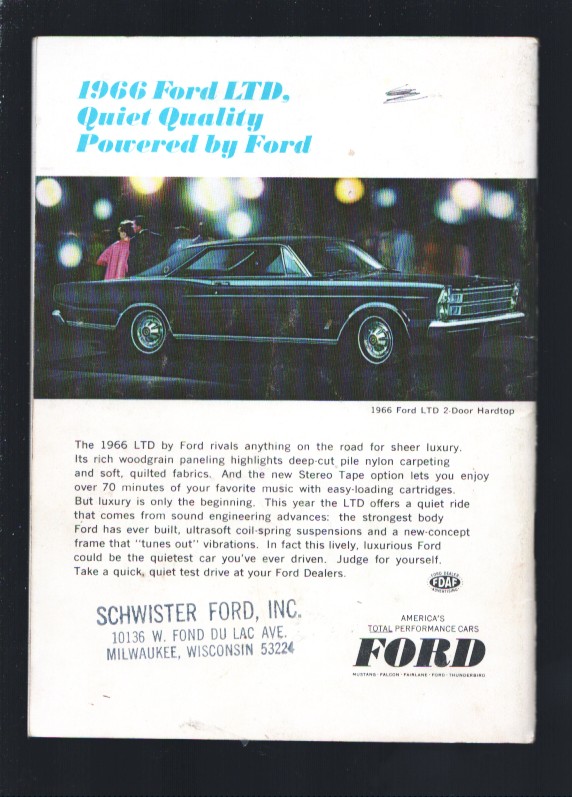 1966 Ford LTD,
Quiet Quality
Powered by Ford
1966 Ford LTD 2-Door Hardtop
The 1966 LTD by Ford rivals anything on the road for sheer luxury.
Its rich woodgrain paneling highlights deep-cut pile nylon carpeting
and soft, quilted fabrics. And the new Stereo Tape option lets you enjoy
over 70 minutes of your favorite music with easy-loading cartridges.
But luxury is only the beginning. This year the LTD offers a quiet ride
that comes from sound engineering advances: the strongest body
Ford has ever built, ultrasoft coil-spring suspensions and a new-concept
frame that "tunes out" vibrations. In fact this lively, luxurious Ford
could be the quietest car you've ever driven. Judge for yourself.
Take a quick, quiet test drive at your Ford Dealers.
FORD DEALER
FDAF
ADVERTISING
SCHWISTER FORD, INC.
10136 W. FOND DU LAC AVE.
MILWAUKEE, WISCONSIN 53224
AMERICA'S
TOTAL PERFORMANCE CARS
FORD
MUSTANG · FALCON · FAIRLANE · FORD · THUNDERBIRD